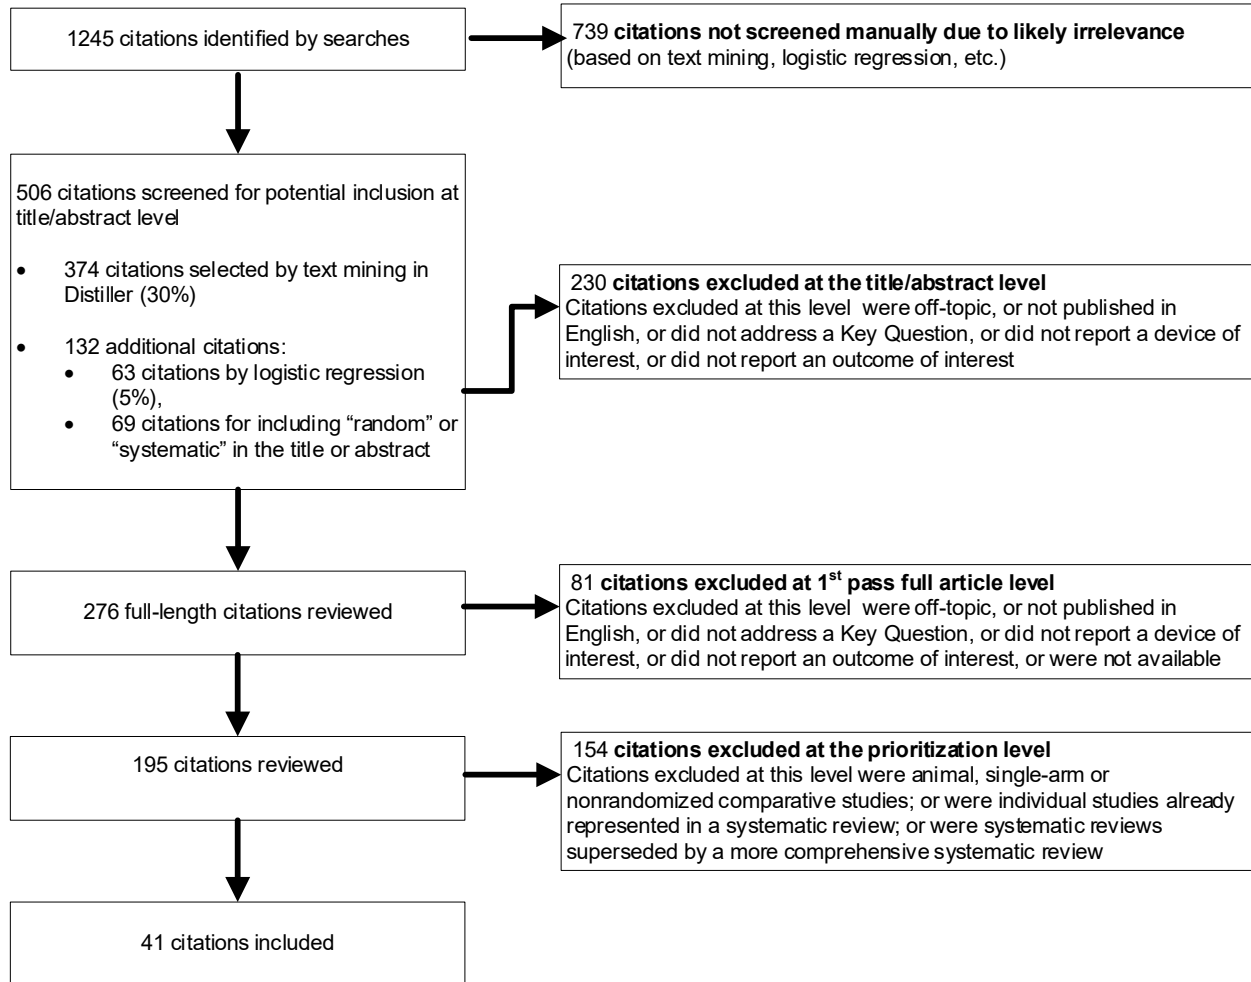 1245 citations identified by searches
739 citations not screened manually due to likely irrelevance
(based on text mining, logistic regression, etc.)
506 citations screened for potential inclusion at
title/abstract level
• 374 citations selected by text mining in
Distiller (30%)
• 132 additional citations:
• 63 citations by logistic regression
(5%),
• 69 citations for including “random” or
“systematic” in the title or abstract
230 citations excluded at the title/abstract level
Citations excluded at this level were off-topic, or not published in
English, or did not address a Key Question, or did not report a device of
interest, or did not report an outcome of interest
276 full-length citations reviewed
81 citations excluded at 1st pass full article level
Citations excluded at this level were off-topic, or not published in
English, or did not address a Key Question, or did not report a device of
interest, or did not report an outcome of interest, or were not available
195 citations reviewed
154 citations excluded at the prioritization level
Citations excluded at this level were animal, single-arm or
nonrandomized comparative studies; or were individual studies already
represented in a systematic review; or were systematic reviews
superseded by a more comprehensive systematic review
41 citations included